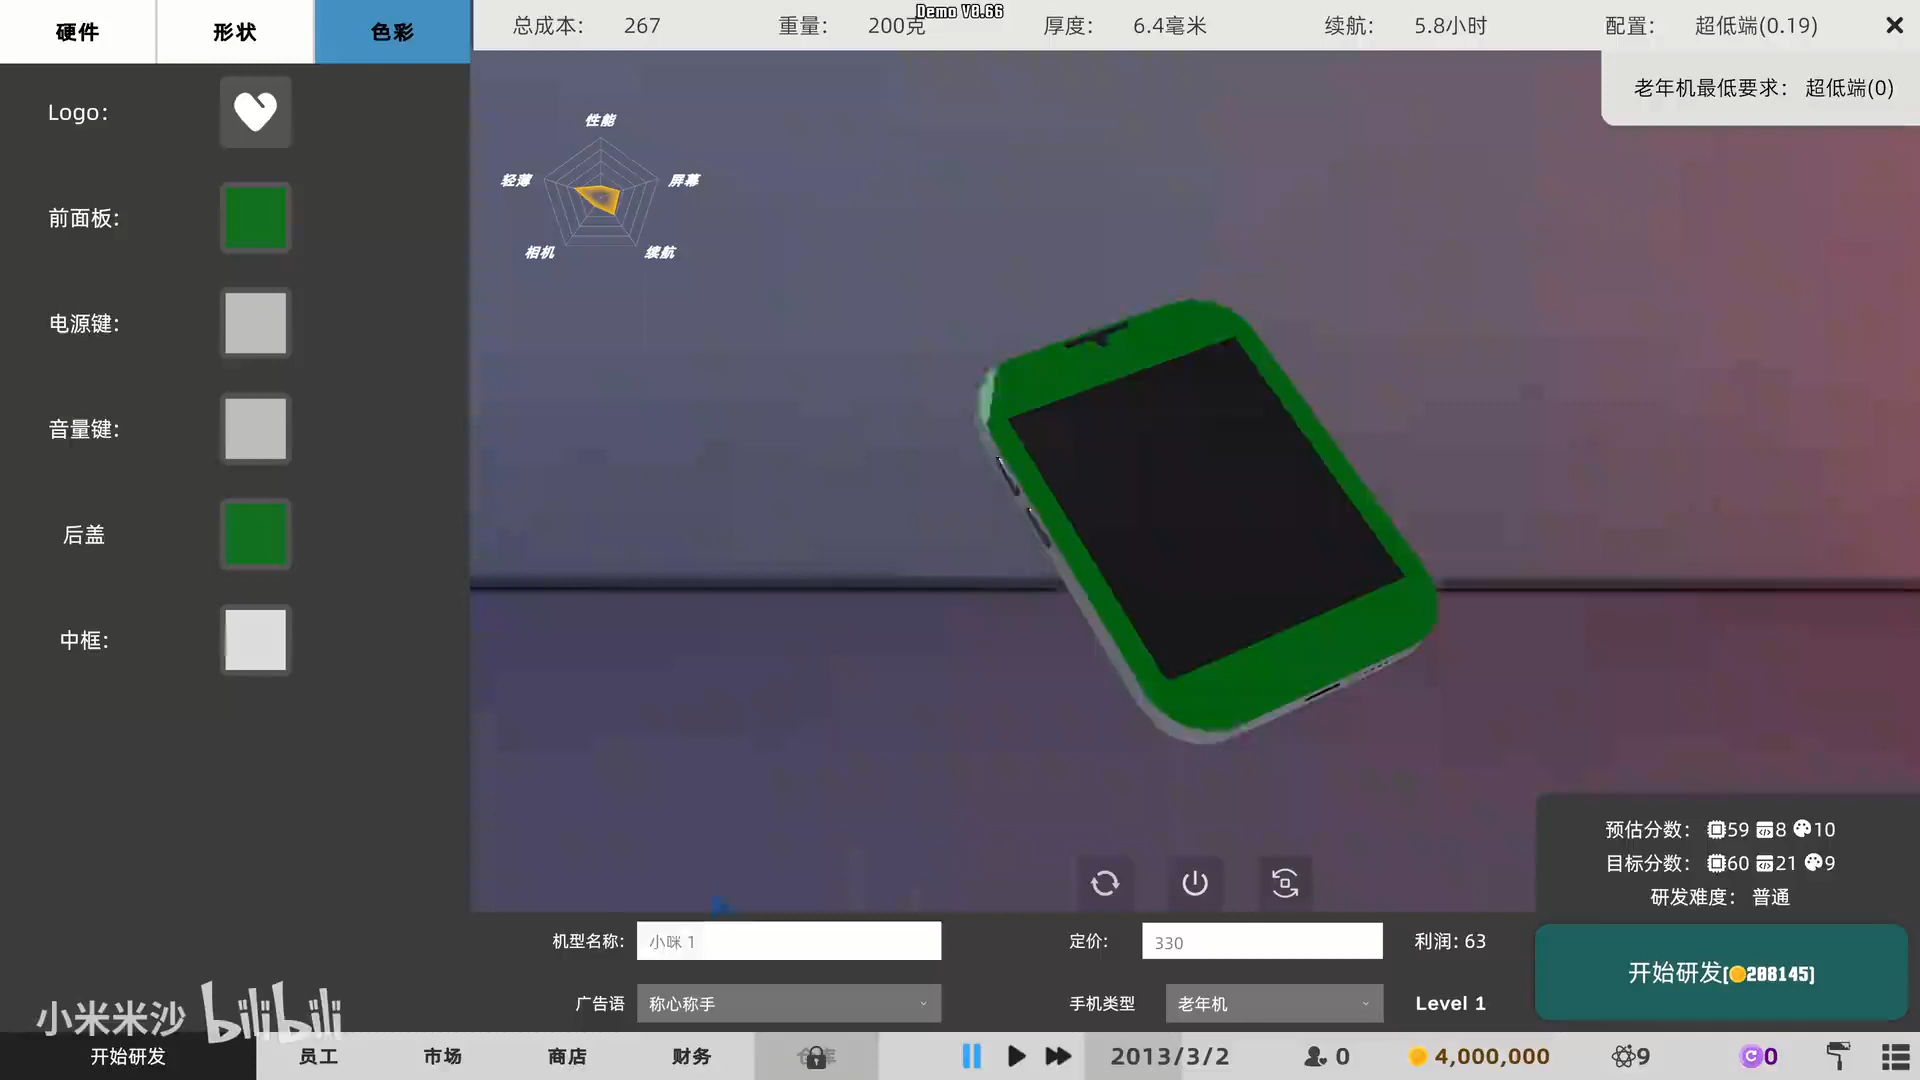 硬件 形状 色彩
总成本: 267 重量: 200克 厚度: 6.4毫米 续航: 5.8小时 配置: 超低端(0.19)
Demo V0.66
老年机最低要求: 超低端(0)
Logo:
前面板:
电源键:
音量键:
后盖
中框:
性能
轻薄 屏幕
相机 续航
预估分数: 59 8 10
目标分数: 60 21 9
研发难度: 普通
机型名称: 小咪 1 定价: 330 利润: 63
开始研发[208145]
广告语 称心称手 手机类型 老年机 Level 1
小米米沙 bilibili
开始研发 员工 市场 商店 财务 2013/3/2 0 4,000,000 9 0